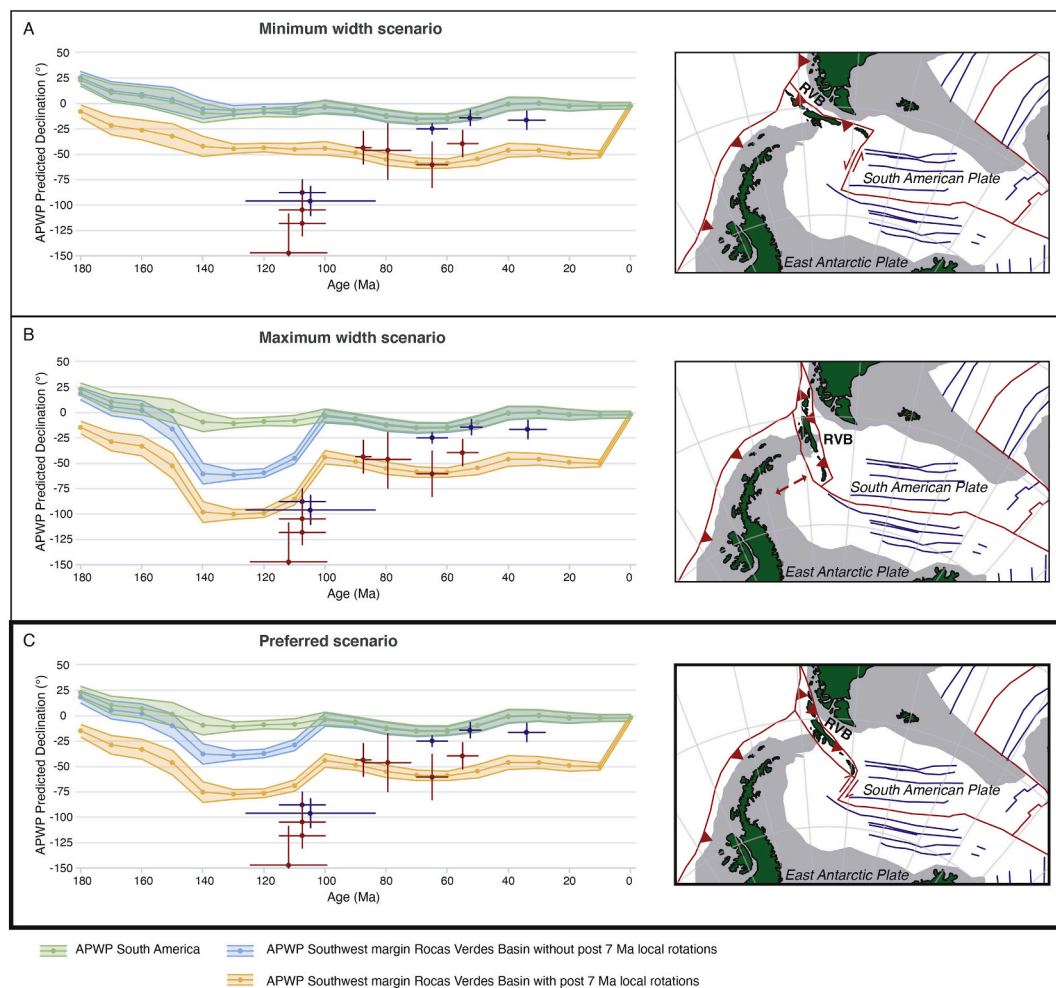 A
Minimum width scenario
APWP Predicted Declination (°)
50
25
0
-25
-50
-75
-100
-125
-150
180
160
140
120
100
80
60
40
20
0
Age (Ma)
RVB
South American Plate
East Antarctic Plate
B
Maximum width scenario
APWP Predicted Declination (°)
50
25
0
-25
-50
-75
-100
-125
-150
180
160
140
120
100
80
60
40
20
0
Age (Ma)
RVB
South American Plate
East Antarctic Plate
C
Preferred scenario
APWP Predicted Declination (°)
50
25
0
-25
-50
-75
-100
-125
-150
180
160
140
120
100
80
60
40
20
0
Age (Ma)
RVB
South American Plate
East Antarctic Plate
APWP South America
APWP Southwest margin Rocas Verdes Basin without post 7 Ma local rotations
APWP Southwest margin Rocas Verdes Basin with post 7 Ma local rotations